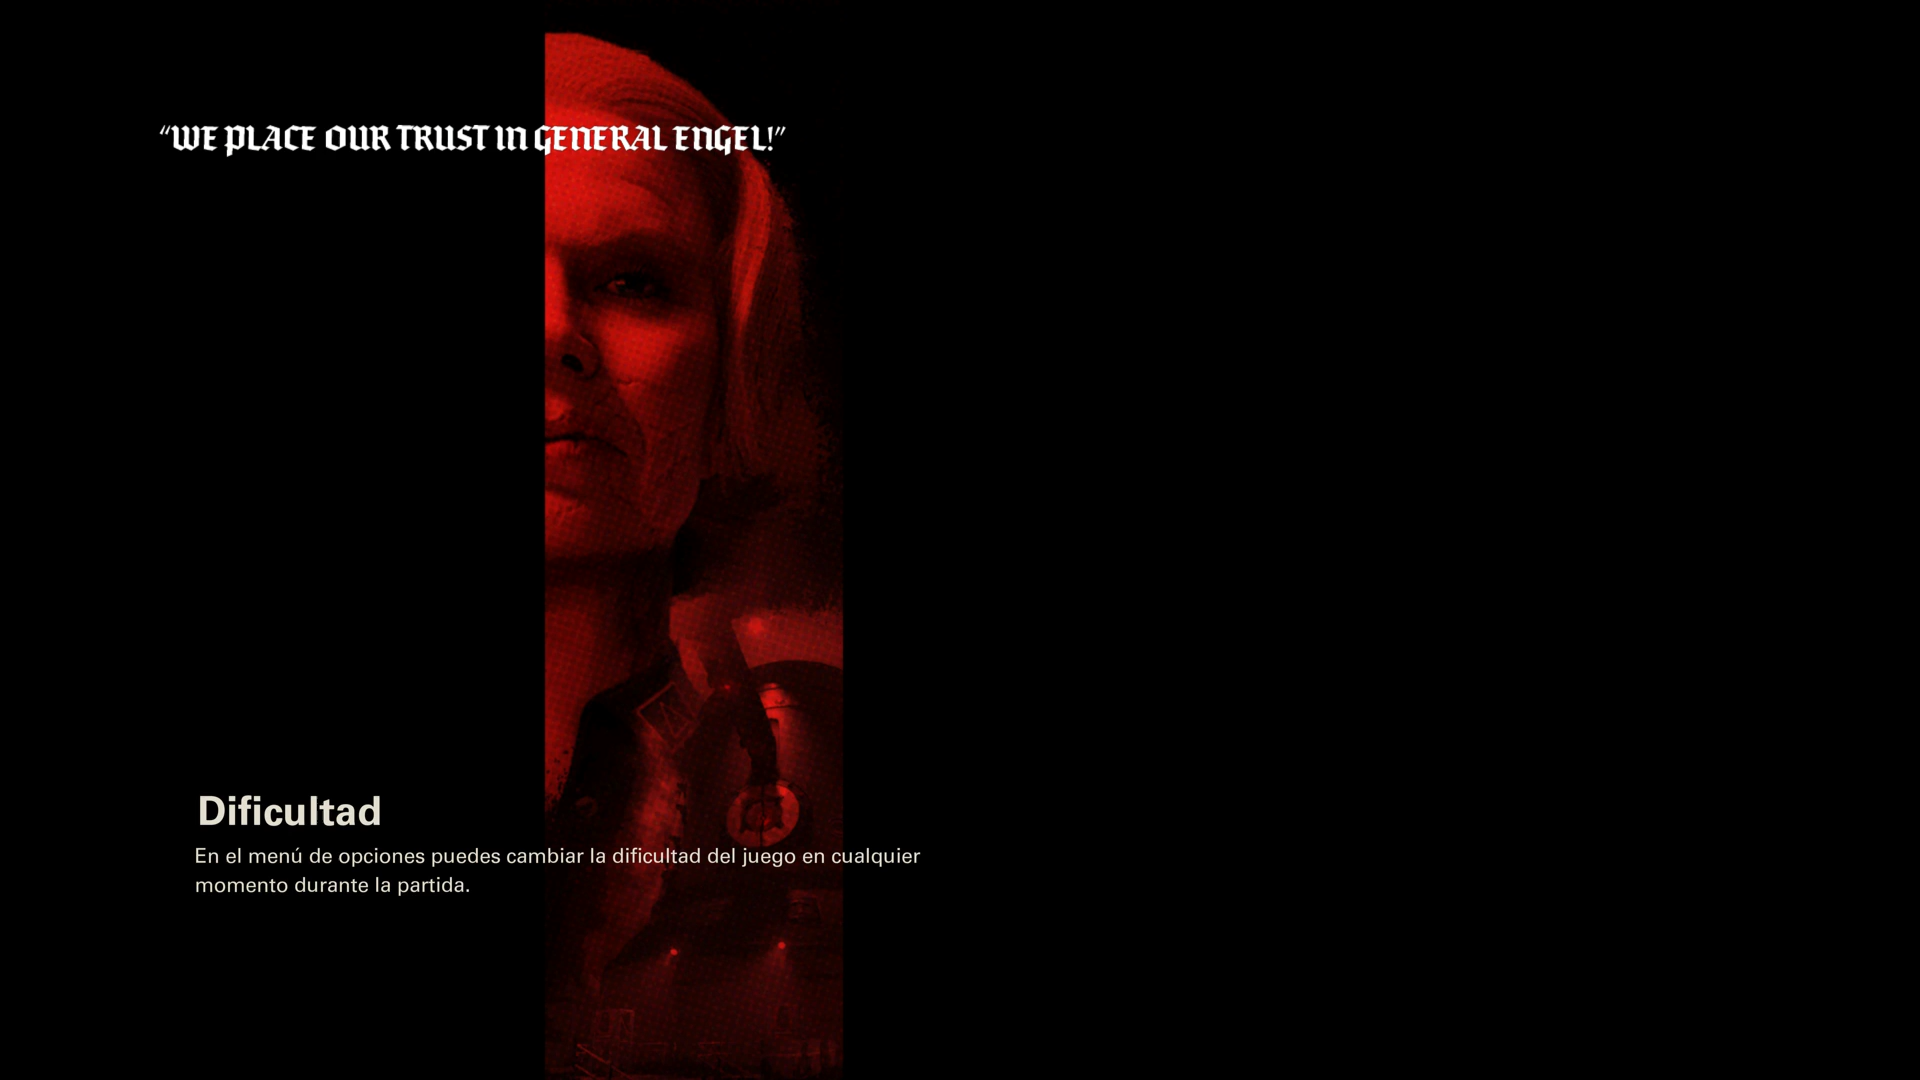 “WE PLACE OUR TRUST IN GENERAL ENGEL!”
Dificultad
En el menú de opciones puedes cambiar la dificultad del juego en cualquier
momento durante la partida.